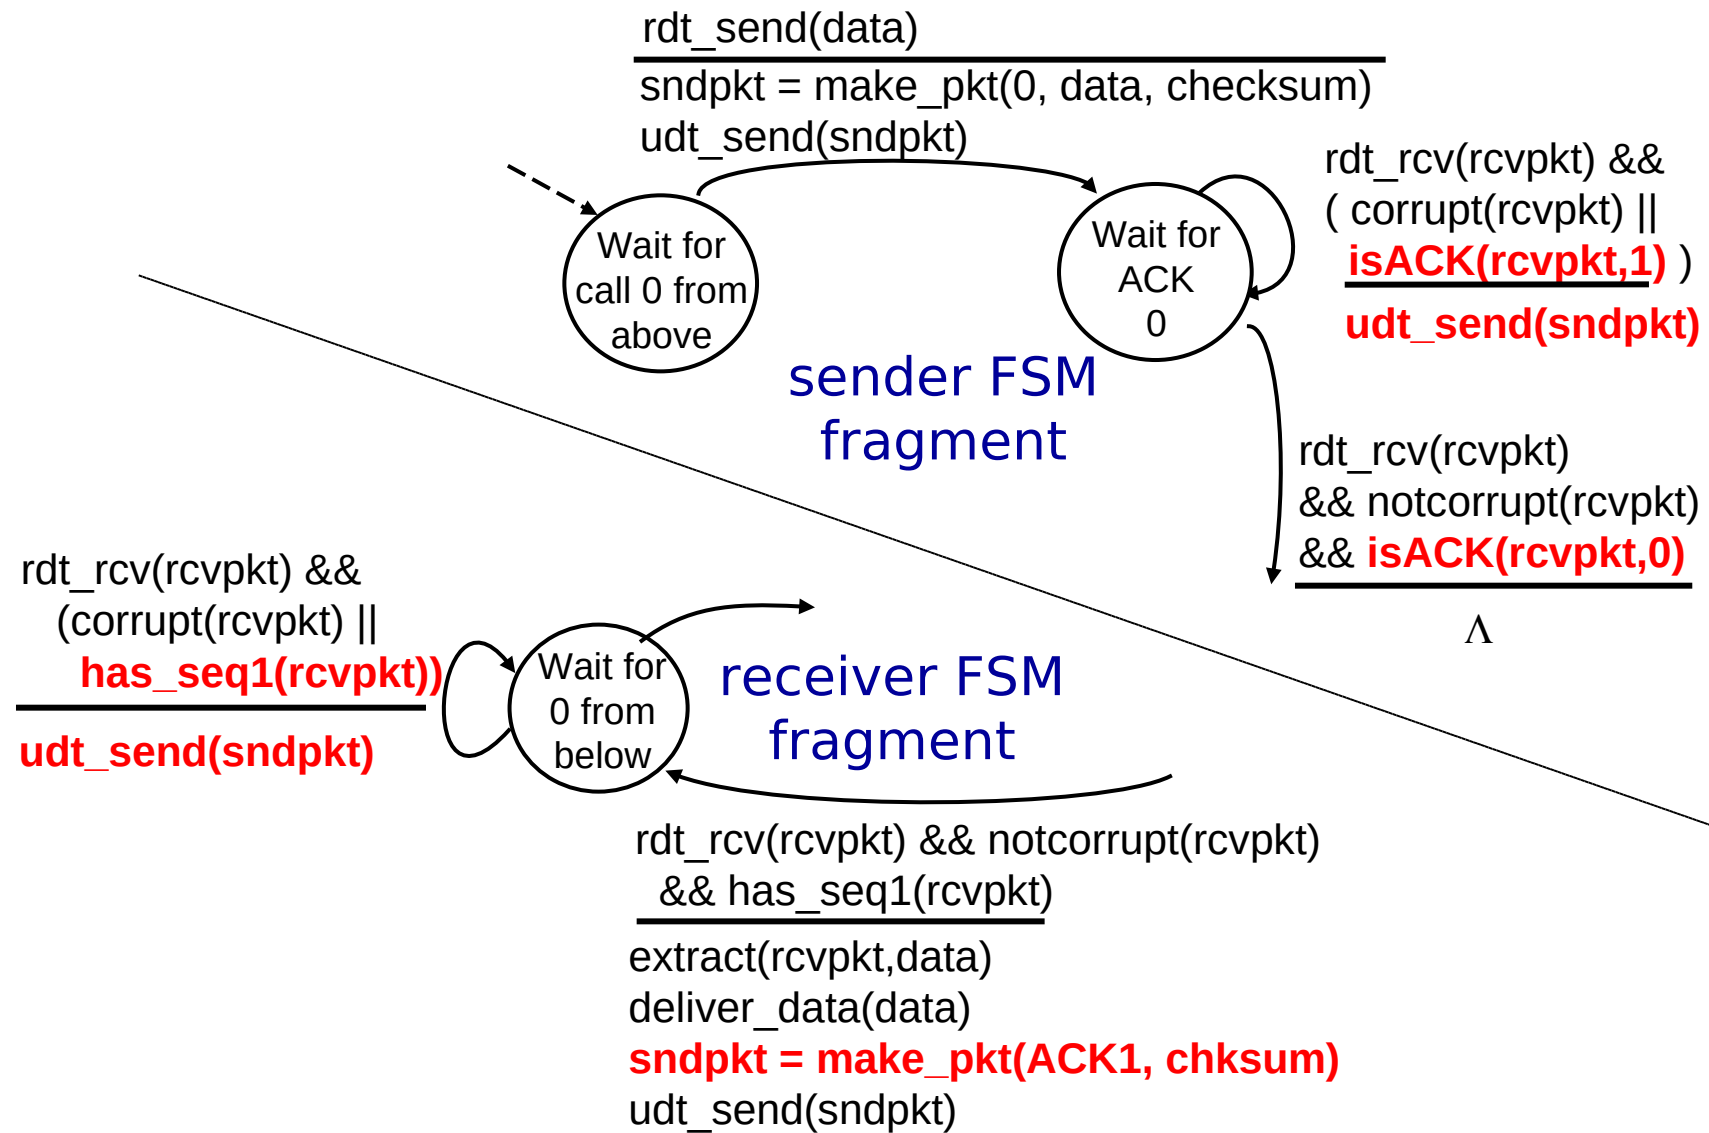 rdt_send(data)
sndpkt = make_pkt(0, data, checksum)
udt_send(sndpkt)
rdt_rcv(rcvpkt) &&
( corrupt(rcvpkt) ||
isACK(rcvpkt,1) )
udt_send(sndpkt)
Wait for
call 0 from
above
Wait for
ACK
0
sender FSM
fragment
rdt_rcv(rcvpkt)
&& notcorrupt(rcvpkt)
&& isACK(rcvpkt,0)
Λ
rdt_rcv(rcvpkt) &&
(corrupt(rcvpkt) ||
has_seq1(rcvpkt))
udt_send(sndpkt)
Wait for
0 from
below
receiver FSM
fragment
rdt_rcv(rcvpkt) && notcorrupt(rcvpkt)
&& has_seq1(rcvpkt)
extract(rcvpkt,data)
deliver_data(data)
sndpkt = make_pkt(ACK1, chksum)
udt_send(sndpkt)